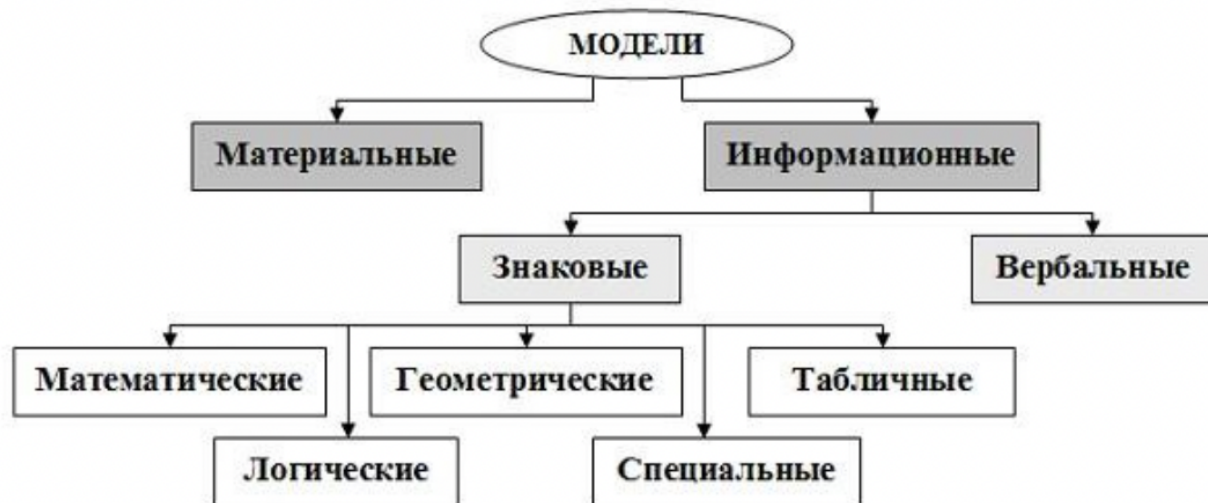 МОДЕЛИ
Материальные
Информационные
Знаковые
Вербальные
Математические
Геометрические
Табличные
Логические
Специальные